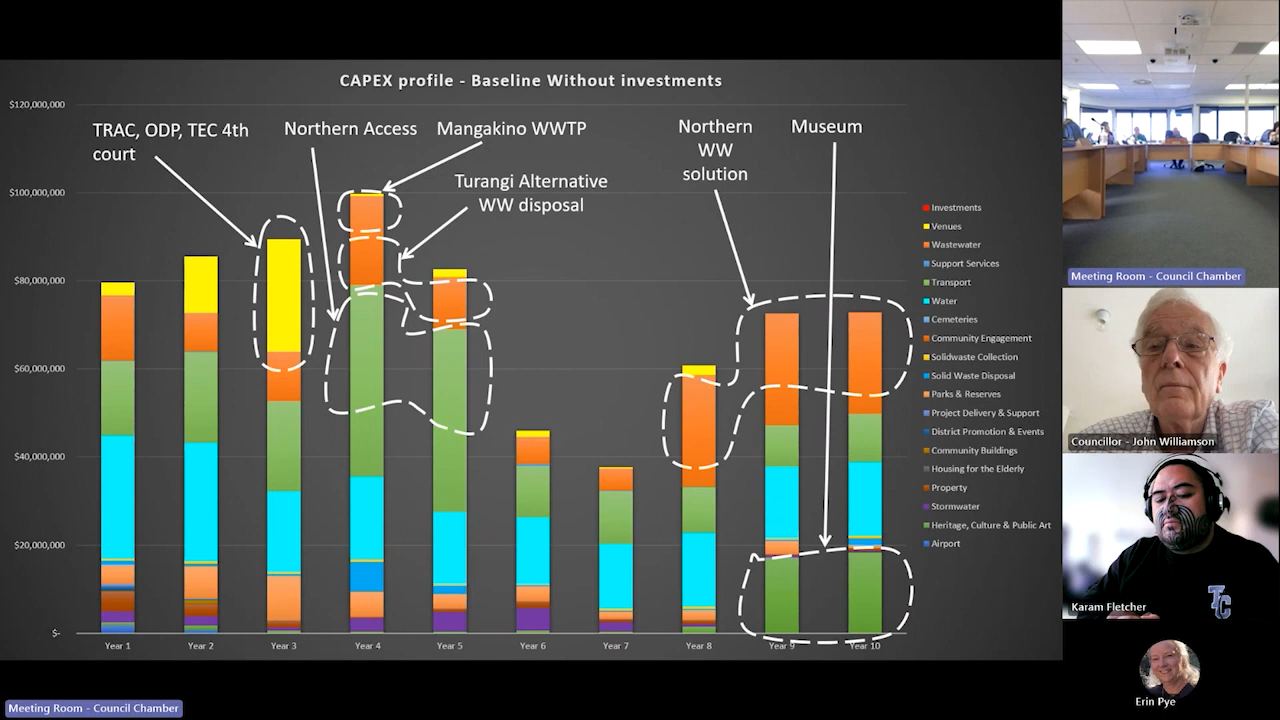 CAPEX profile - Baseline Without investments
$120,000,000
$100,000,000
$80,000,000
$60,000,000
$40,000,000
$20,000,000
$-
TRAC, ODP, TEC 4th
court
Northern Access
Mangakino WWTP
Turangi Alternative
WW disposal
Northern
WW
solution
Museum
Investments
Venues
Wastewater
Support Services
Transport
Water
Cemeteries
Community Engagement
Solidwaste Collection
Solid Waste Disposal
Parks & Reserves
Project Delivery & Support
District Promotion & Events
Community Buildings
Housing for the Elderly
Property
Stormwater
Heritage, Culture & Public Art
Airport
Year 1
Year 2
Year 3
Year 4
Year 5
Year 6
Year 7
Year 8
Year 9
Year 10
Meeting Room - Council Chamber
Meeting Room - Council Chamber
Councillor - John Williamson
Karam Fletcher
TC
Erin Pye